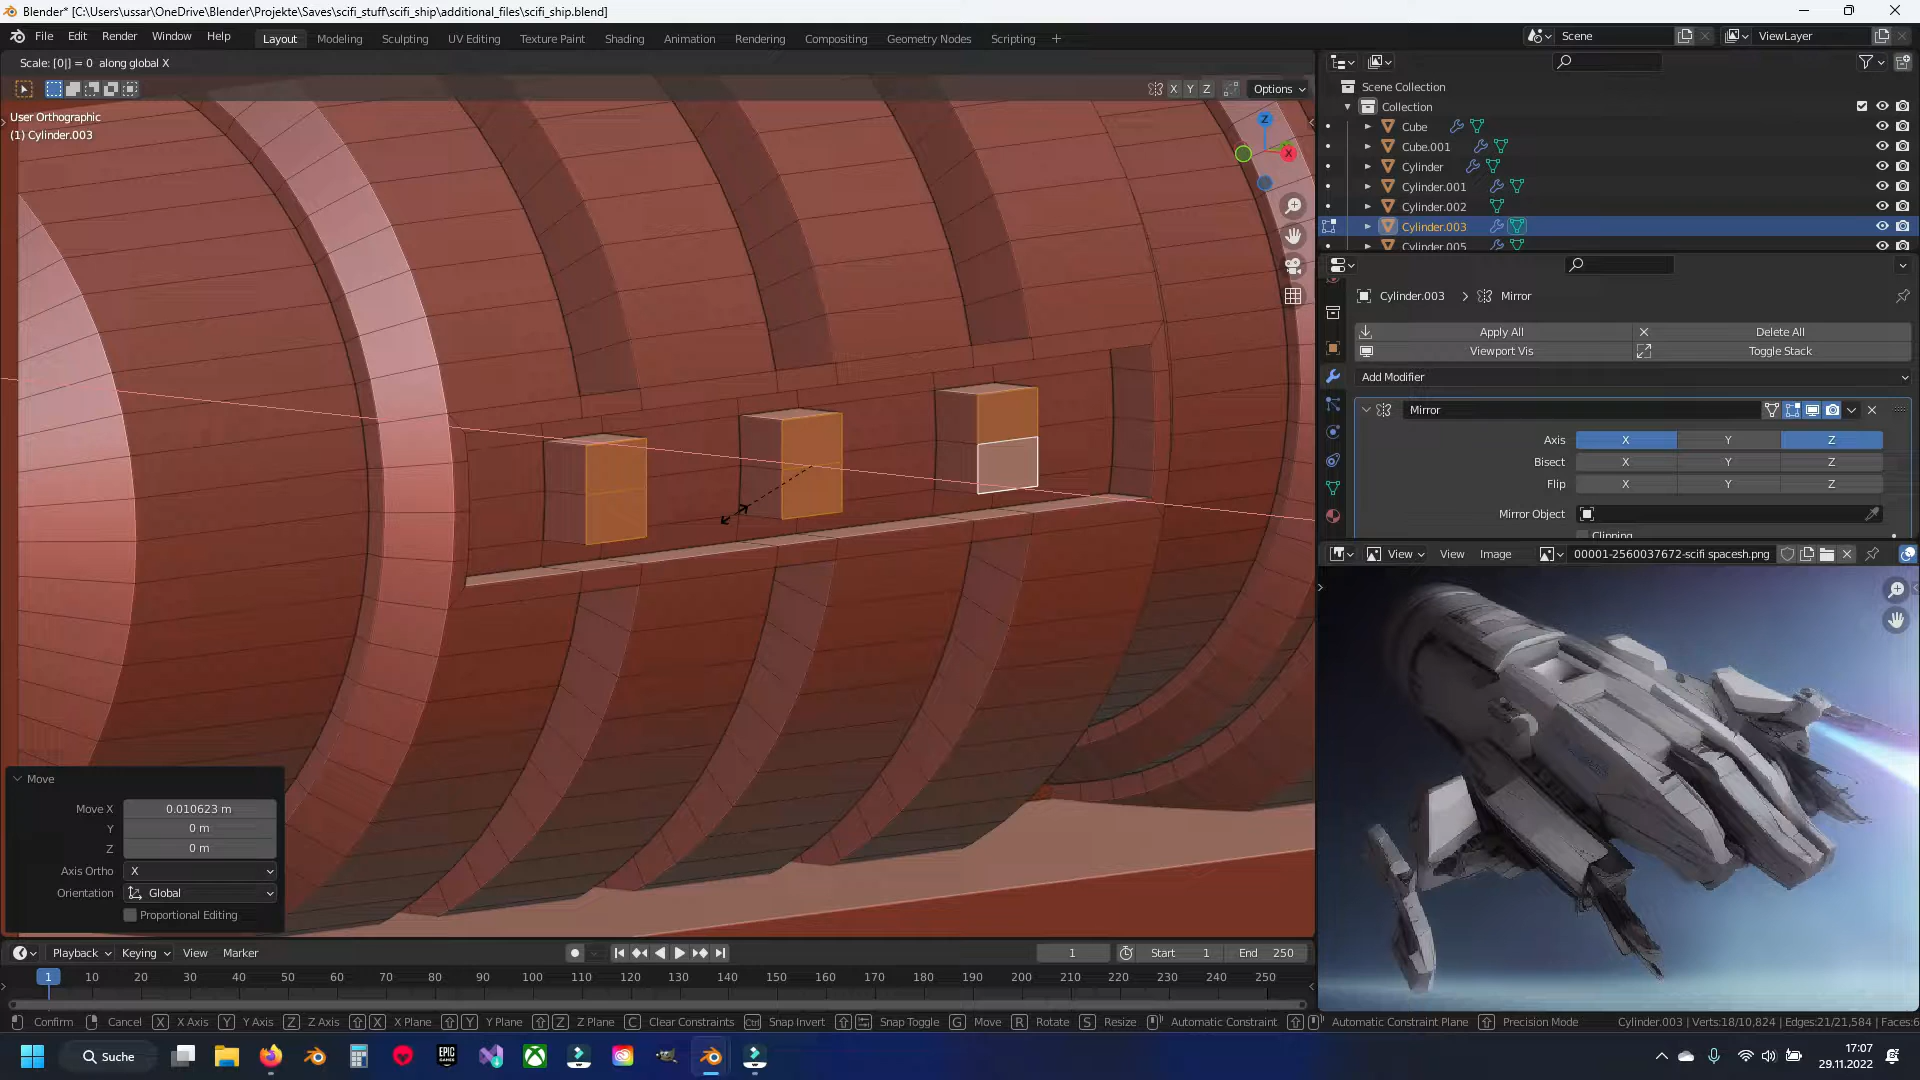 Blender* [C:\Users\ussar\OneDrive\Blender\Projekte\Saves\scifi_stuff\scifi_ship\additional_files\scifi_ship.blend]
File Edit Render Window Help Layout Modeling Sculpting UV Editing Texture Paint Shading Animation Rendering Compositing Geometry Nodes Scripting + Scene ViewLayer
Scale: [0|] = 0 along global X
X Y Z Options
User Orthographic
(1) Cylinder.003
Z
X
Scene Collection
Collection
Cube
Cube.001
Cylinder
Cylinder.001
Cylinder.002
Cylinder.003
Cylinder.005
Cylinder.003 > Mirror
Apply All Delete All
Viewport Vis Toggle Stack
Add Modifier
Mirror
Axis X Y Z
Bisect X Y Z
Flip X Y Z
Mirror Object
Clipping
View View Image 00001-2560037672-scifi spacesh.png
Move
Move X 0.010623 m
Y 0 m
Z 0 m
Axis Ortho X
Orientation Global
Proportional Editing
Playback Keying View Marker 1 Start 1 End 250
1 10 20 30 40 50 60 70 80 90 100 110 120 130 140 150 160 170 180 190 200 210 220 230 240 250
Confirm Cancel X X Axis Y Y Axis Z Z Axis X X Plane Y Y Plane Z Z Plane C Clear Constraints Ctrl Snap Invert Snap Toggle G Move R Rotate S Resize Automatic Constraint Automatic Constraint Plane Precision Mode Cylinder.003 | Verts:18/10,824 | Edges:21/21,584 | Faces:6
Suche EPIC GAMES 17:07
29.11.2022